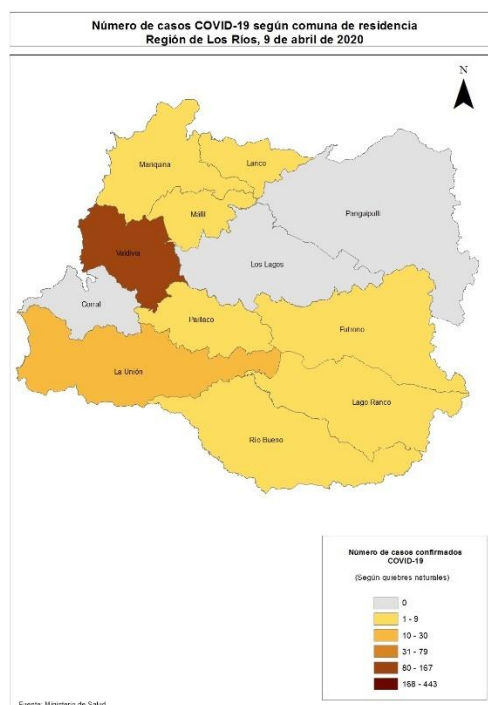 Número de casos COVID-19 según comuna de residencia
Región de Los Ríos, 9 de abril de 2020
N
Mariquina
Lanco
Panguipulli
Máfil
Valdivia
Los Lagos
Corral
Paillaco
Futrono
La Unión
Lago Ranco
Río Bueno
Número de casos confirmados
COVID-19
(Según quiebres naturales)
0
1 - 9
10 - 30
31 - 79
80 - 167
168 - 443
Fuente: Ministerio de Salud